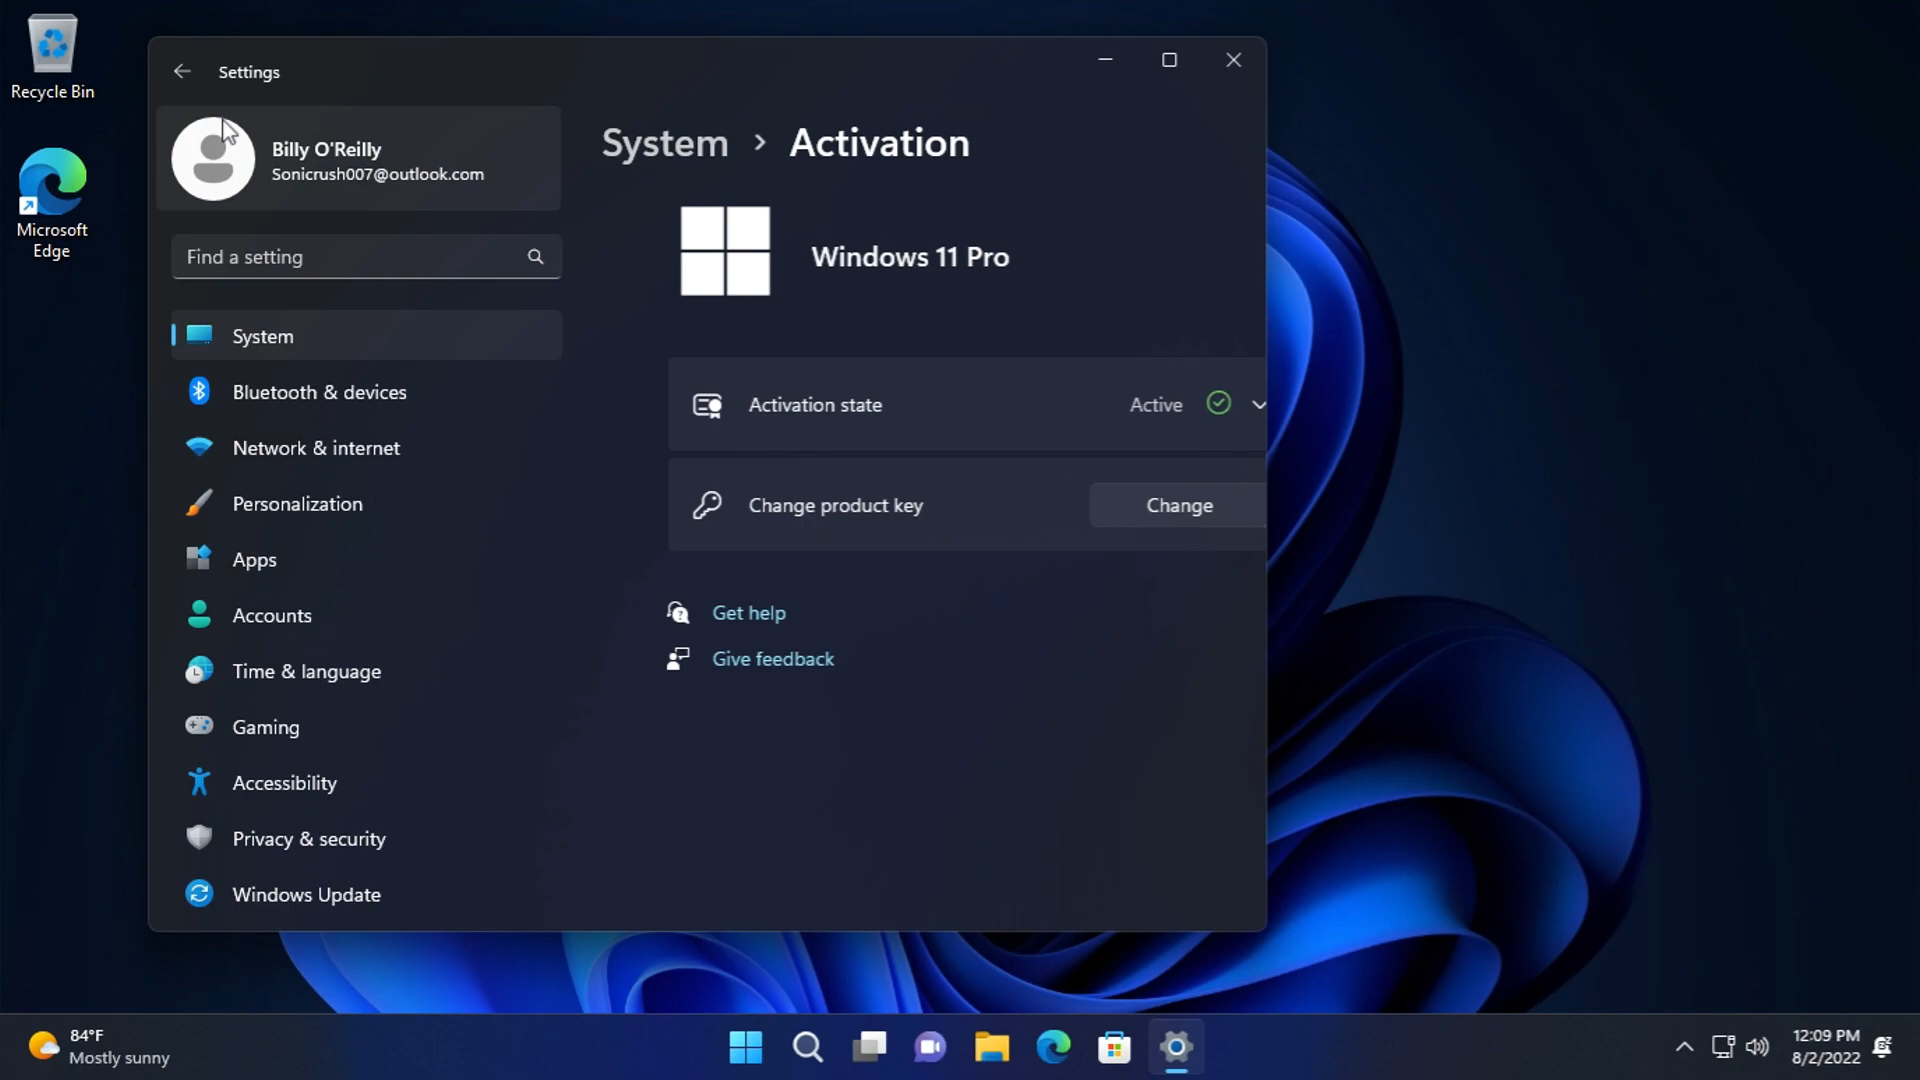 Recycle Bin
Microsoft
Edge
Settings
Billy O'Reilly
Sonicrush007@outlook.com
Find a setting
System
Bluetooth & devices
Network & internet
Personalization
Apps
Accounts
Time & language
Gaming
Accessibility
Privacy & security
Windows Update
System > Activation
Windows 11 Pro
Activation state Active
Change product key Change
Get help
Give feedback
84°F
Mostly sunny
12:09 PM
8/2/2022